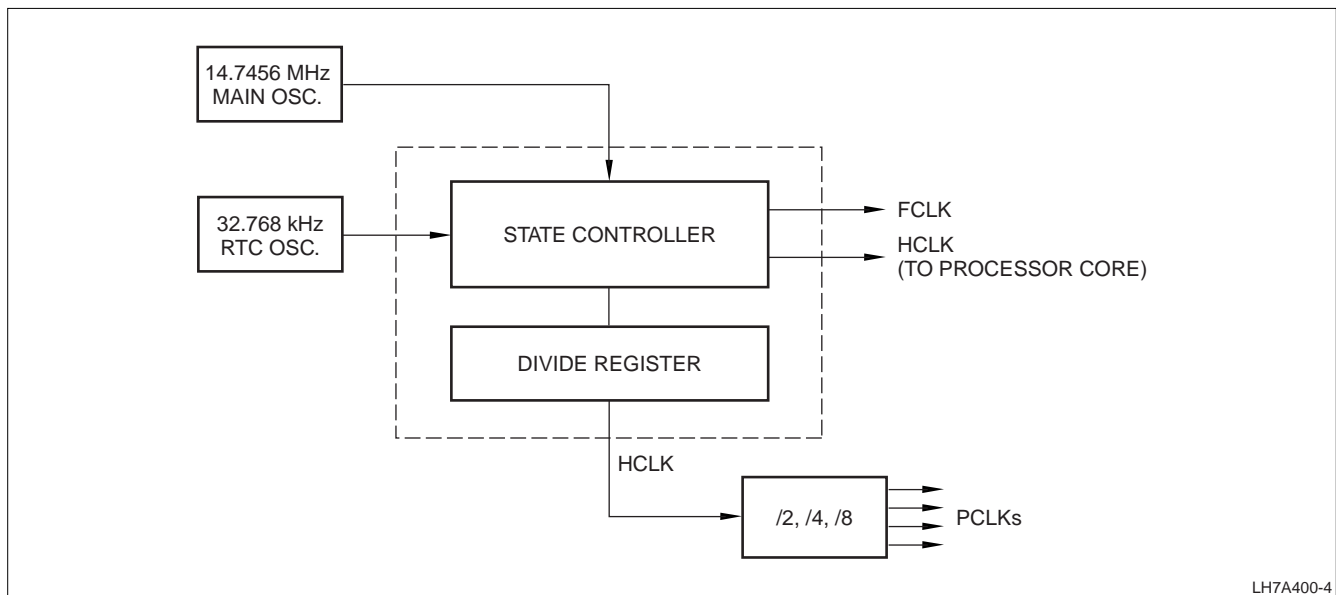 14.7456 MHz
MAIN OSC.
32.768 kHz
RTC OSC.
STATE CONTROLLER
FCLK
HCLK
(TO PROCESSOR CORE)
DIVIDE REGISTER
HCLK
/2, /4, /8
PCLKs
LH7A400-4